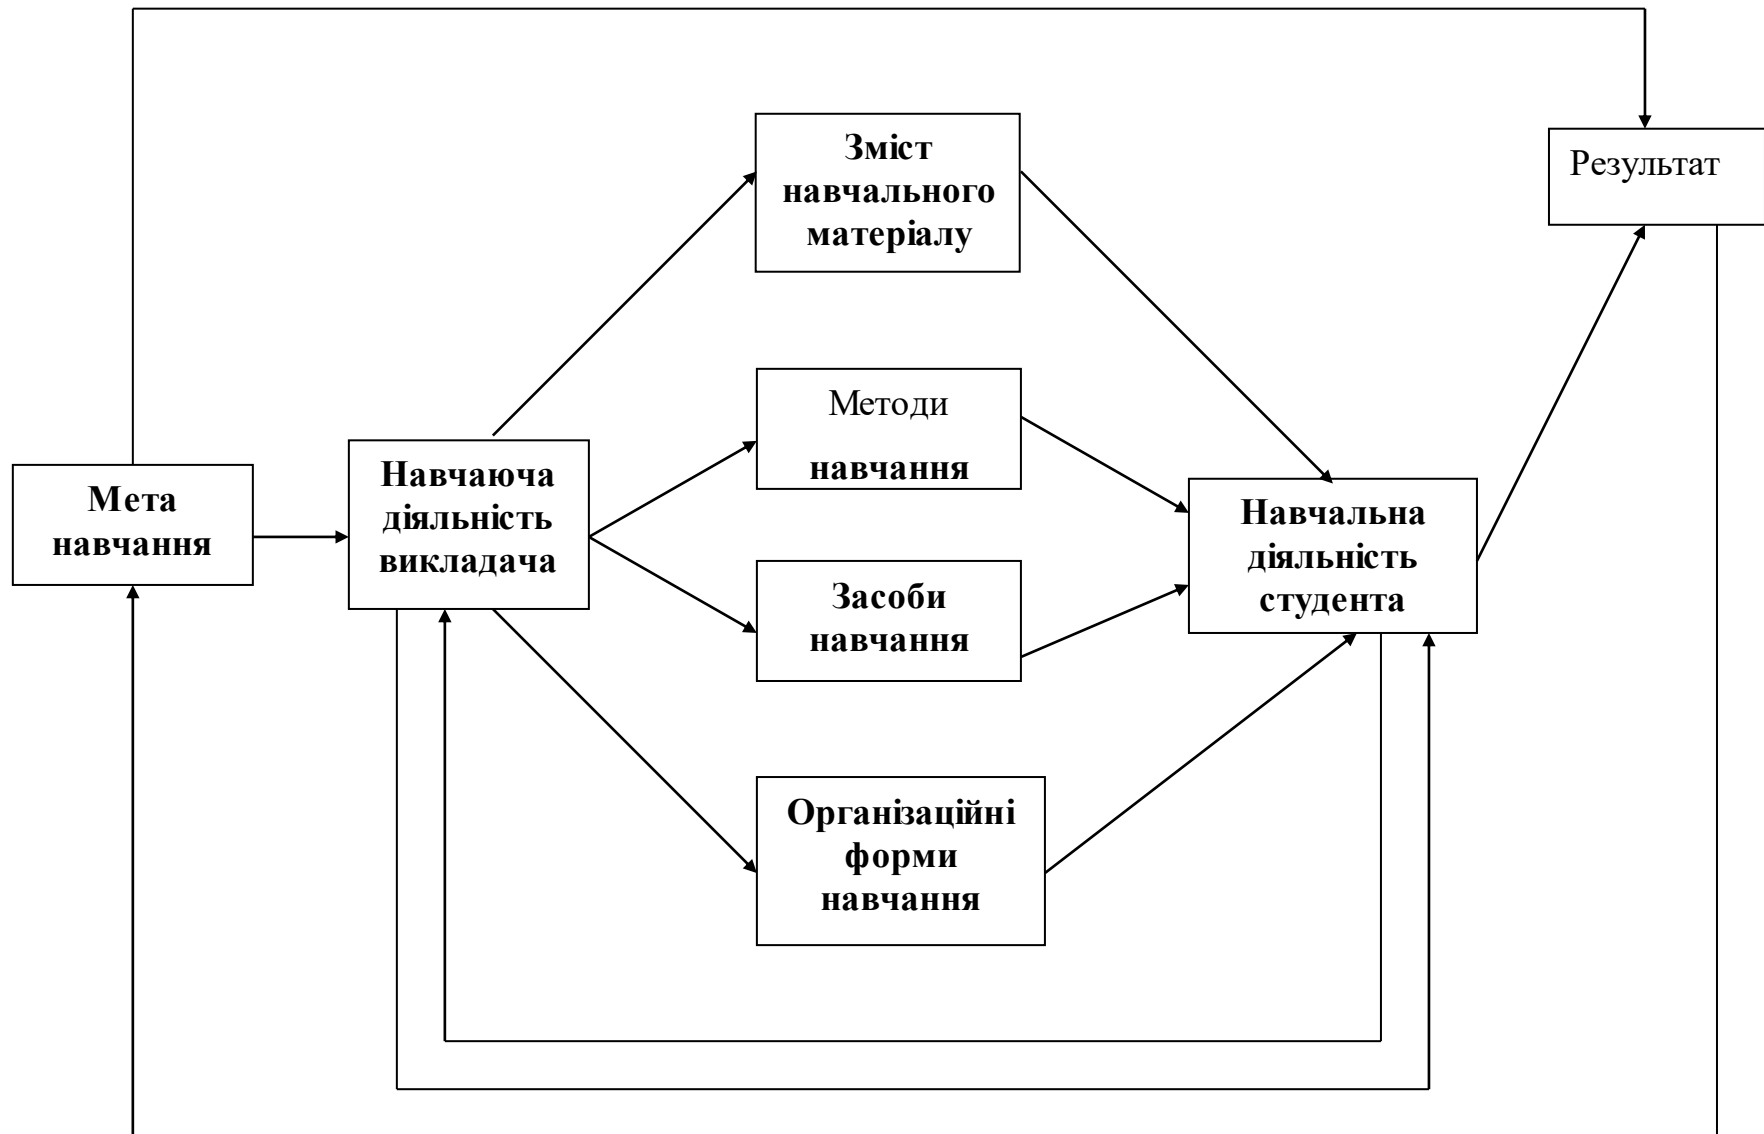 Зміст
навчального
матеріалу
Результат
Методи
навчання
Навчаюча
діяльність
викладача
Мета
навчання
Навчальна
діяльність
студента
Засоби
навчання
Організаційні
форми
навчання